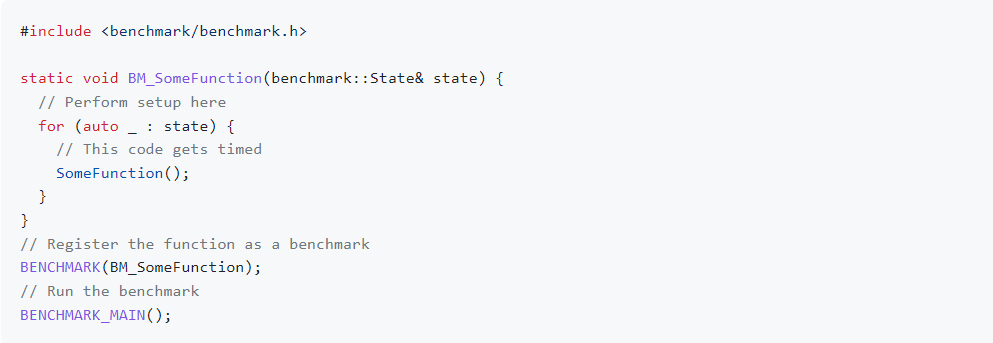 #include <benchmark/benchmark.h>

static void BM_SomeFunction(benchmark::State& state) {
  // Perform setup here
  for (auto _ : state) {
    // This code gets timed
    SomeFunction();
  }
}
// Register the function as a benchmark
BENCHMARK(BM_SomeFunction);
// Run the benchmark
BENCHMARK_MAIN();